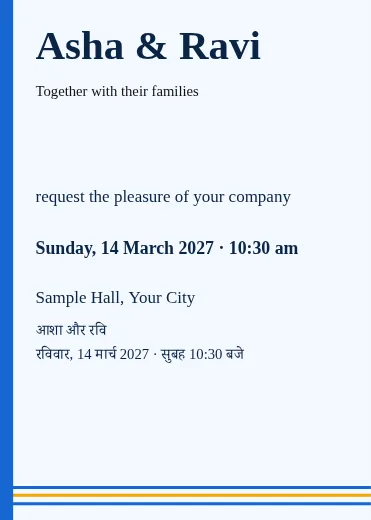 Asha & Ravi
Together with their families
request the pleasure of your company
Sunday, 14 March 2027 · 10:30 am
Sample Hall, Your City
आशा और रवि
रविवार, 14 मार्च 2027 · सुबह 10:30 बजे